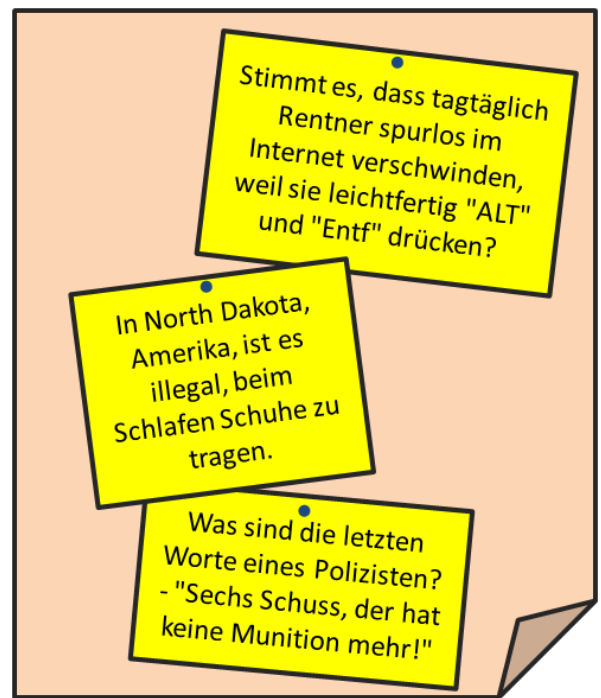 Stimmt es, dass tagtäglich
Rentner spurlos im
Internet verschwinden,
weil sie leichtfertig "ALT"
und "Entf" drücken?
In North Dakota,
Amerika, ist es
illegal, beim
Schlafen Schuhe zu
tragen.
Was sind die letzten
Worte eines Polizisten?
- "Sechs Schuss, der hat
keine Munition mehr!"